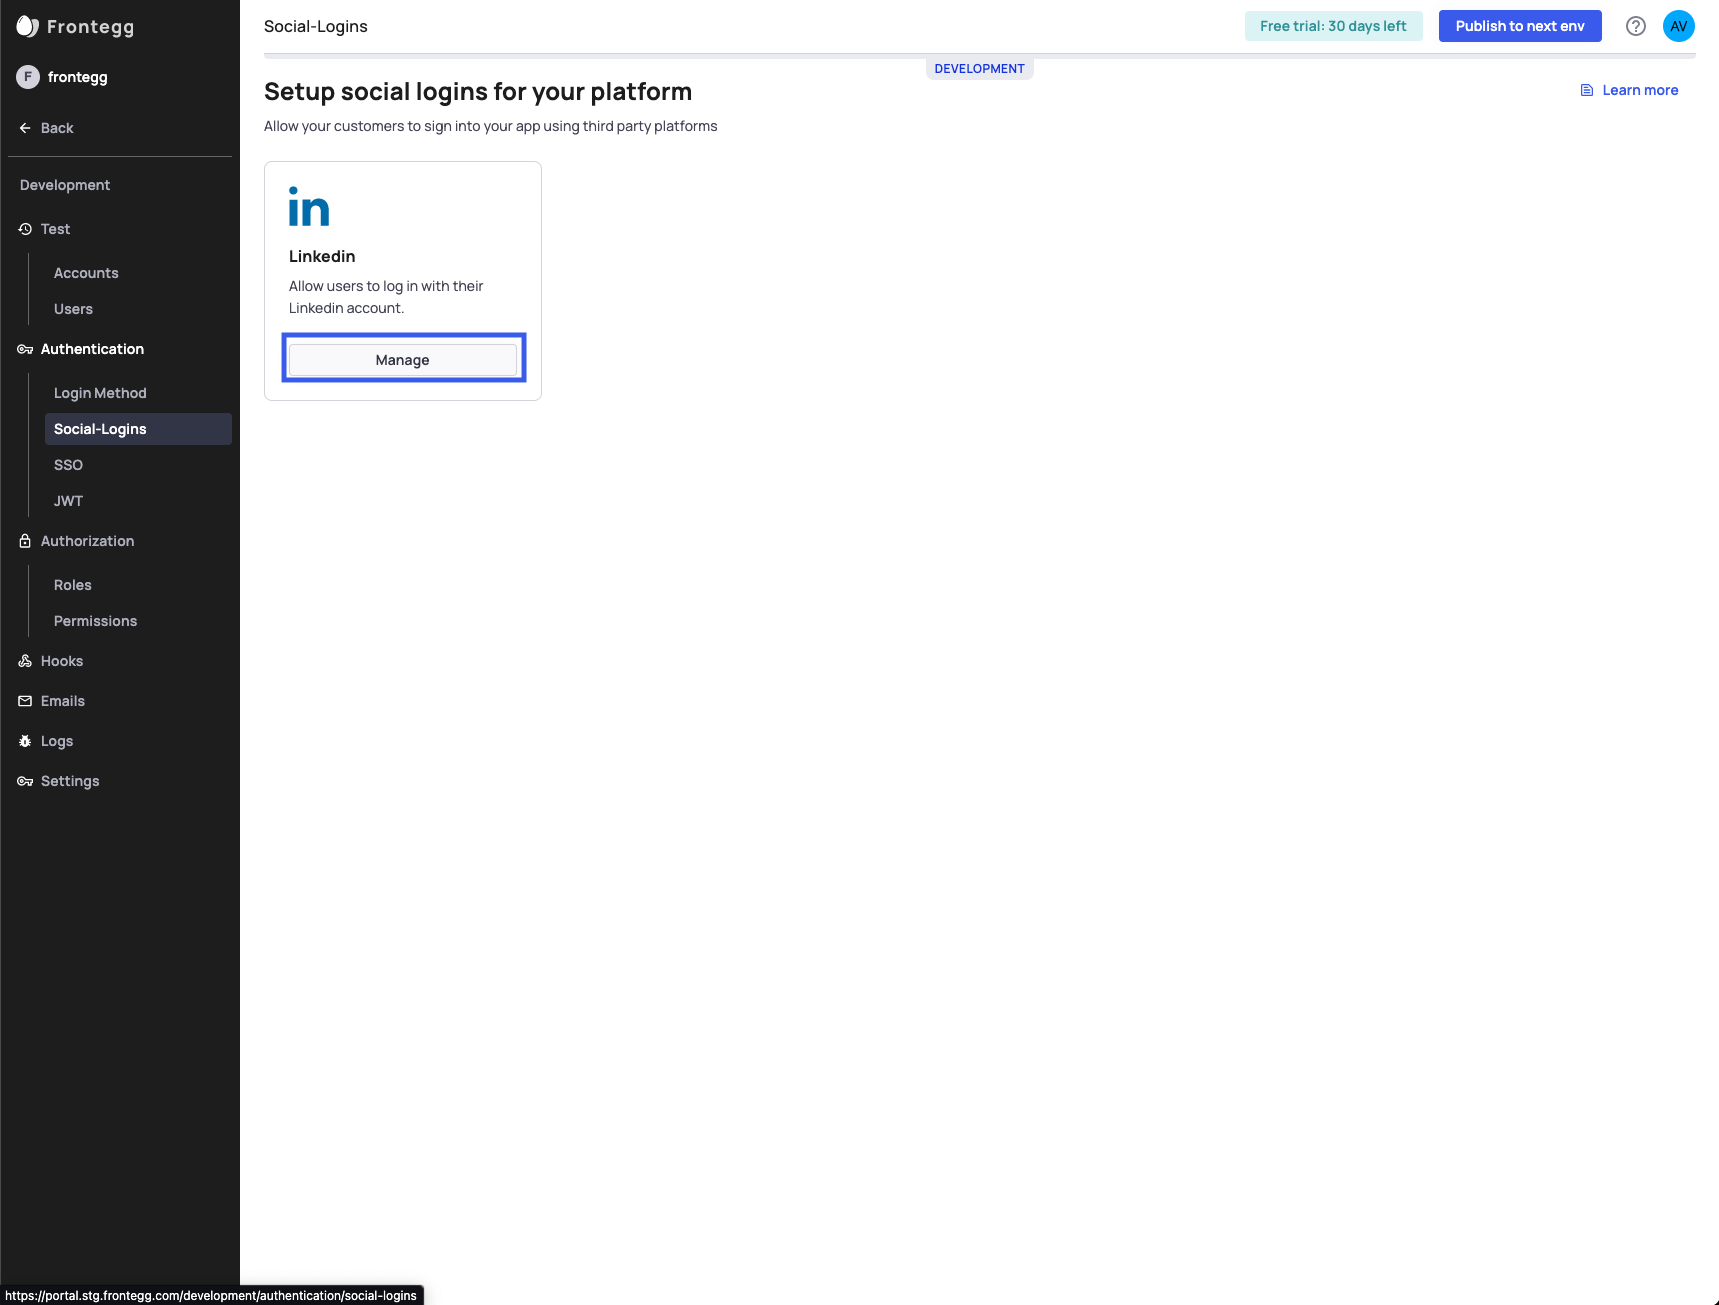 Frontegg
F frontegg
Back
Development
Test
Accounts
Users
Authentication
Login Method
Social-Logins
SSO
JWT
Authorization
Roles
Permissions
Hooks
Emails
Logs
Settings
Social-Logins
Free trial: 30 days left
Publish to next env
?
AV
DEVELOPMENT
Setup social logins for your platform
Learn more
Allow your customers to sign into your app using third party platforms
in
Linkedin
Allow users to log in with their
Linkedin account.
Manage
https://portal.stg.frontegg.com/development/authentication/social-logins